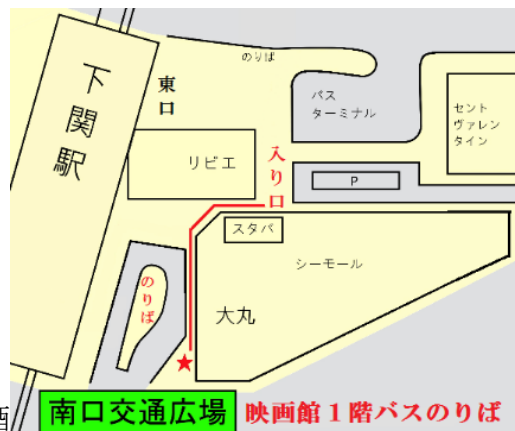 下関駅
東口
のりば
バス
ターミナル
セント
ヴァレン
タイン
リビエ
入り口
P
スタバ
シーモール
のりば
大丸
★
南口交通広場
映画館１階バスのりば